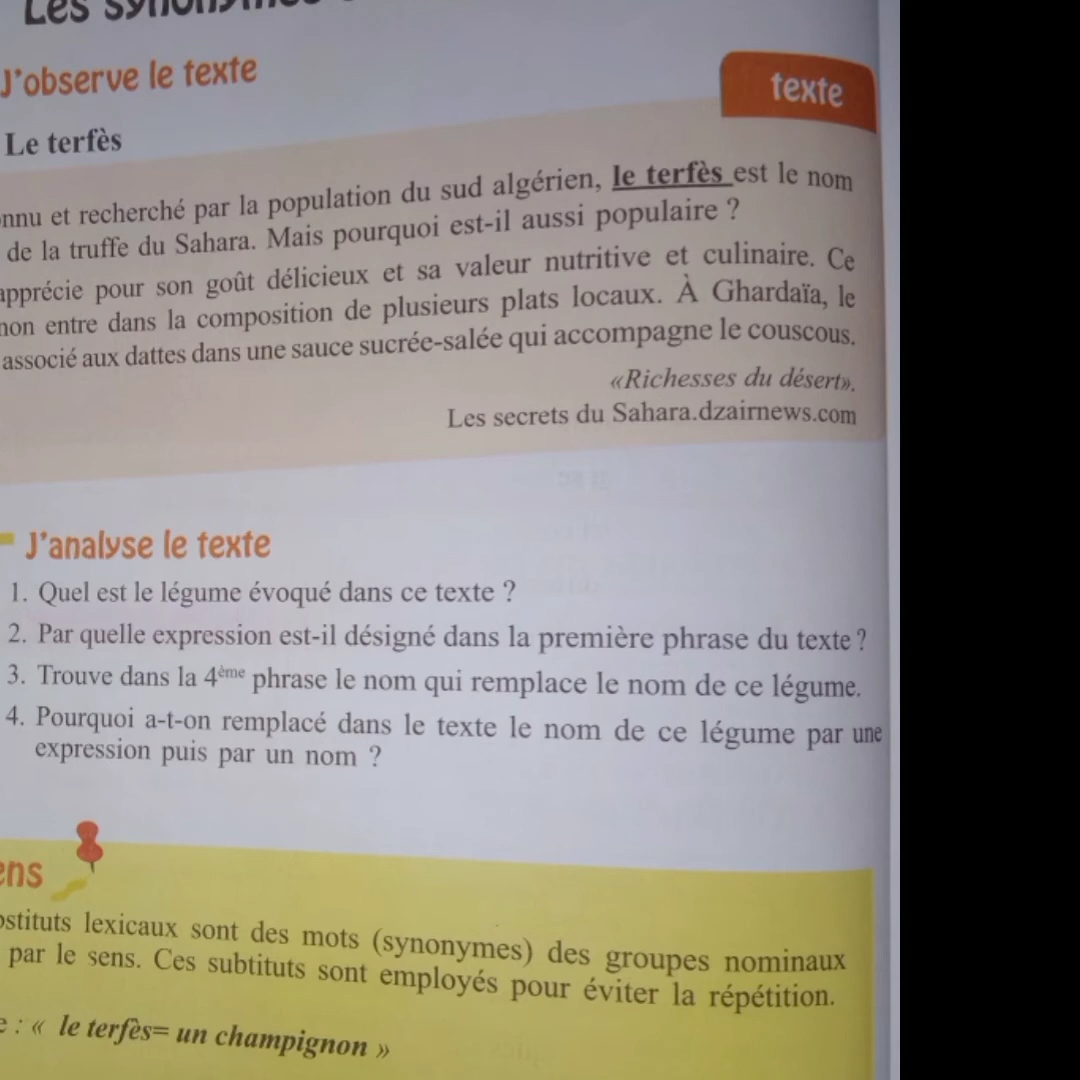 Les synonymes
J'observe le texte
texte
Le terfès
et recherché par la population du sud algérien, le terfès est le nom
de la truffe du Sahara. Mais pourquoi est-il aussi populaire ?
apprécie pour son goût délicieux et sa valeur nutritive et culinaire. Ce
entre dans la composition de plusieurs plats locaux. À Ghardaïa, le
associé aux dattes dans une sauce sucrée-salée qui accompagne le couscous.
«Richesses du désert».
Les secrets du Sahara.dzairnews.com
J'analyse le texte
1. Quel est le légume évoqué dans ce texte ?
2. Par quelle expression est-il désigné dans la première phrase du texte ?
3. Trouve dans la 4ème phrase le nom qui remplace le nom de ce légume.
4. Pourquoi a-t-on remplacé dans le texte le nom de ce légume par une
expression puis par un nom ?
lexicaux sont des mots (synonymes) des groupes nominaux
par le sens. Ces subtituts sont employés pour éviter la répétition.
: « le terfès= un champignon »